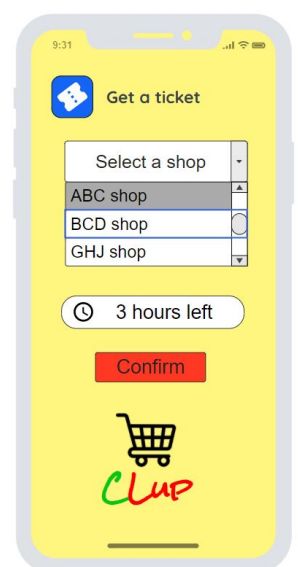 9:31
Get a ticket
Select a shop
ABC shop
BCD shop
GHJ shop
3 hours left
Confirm
CLup